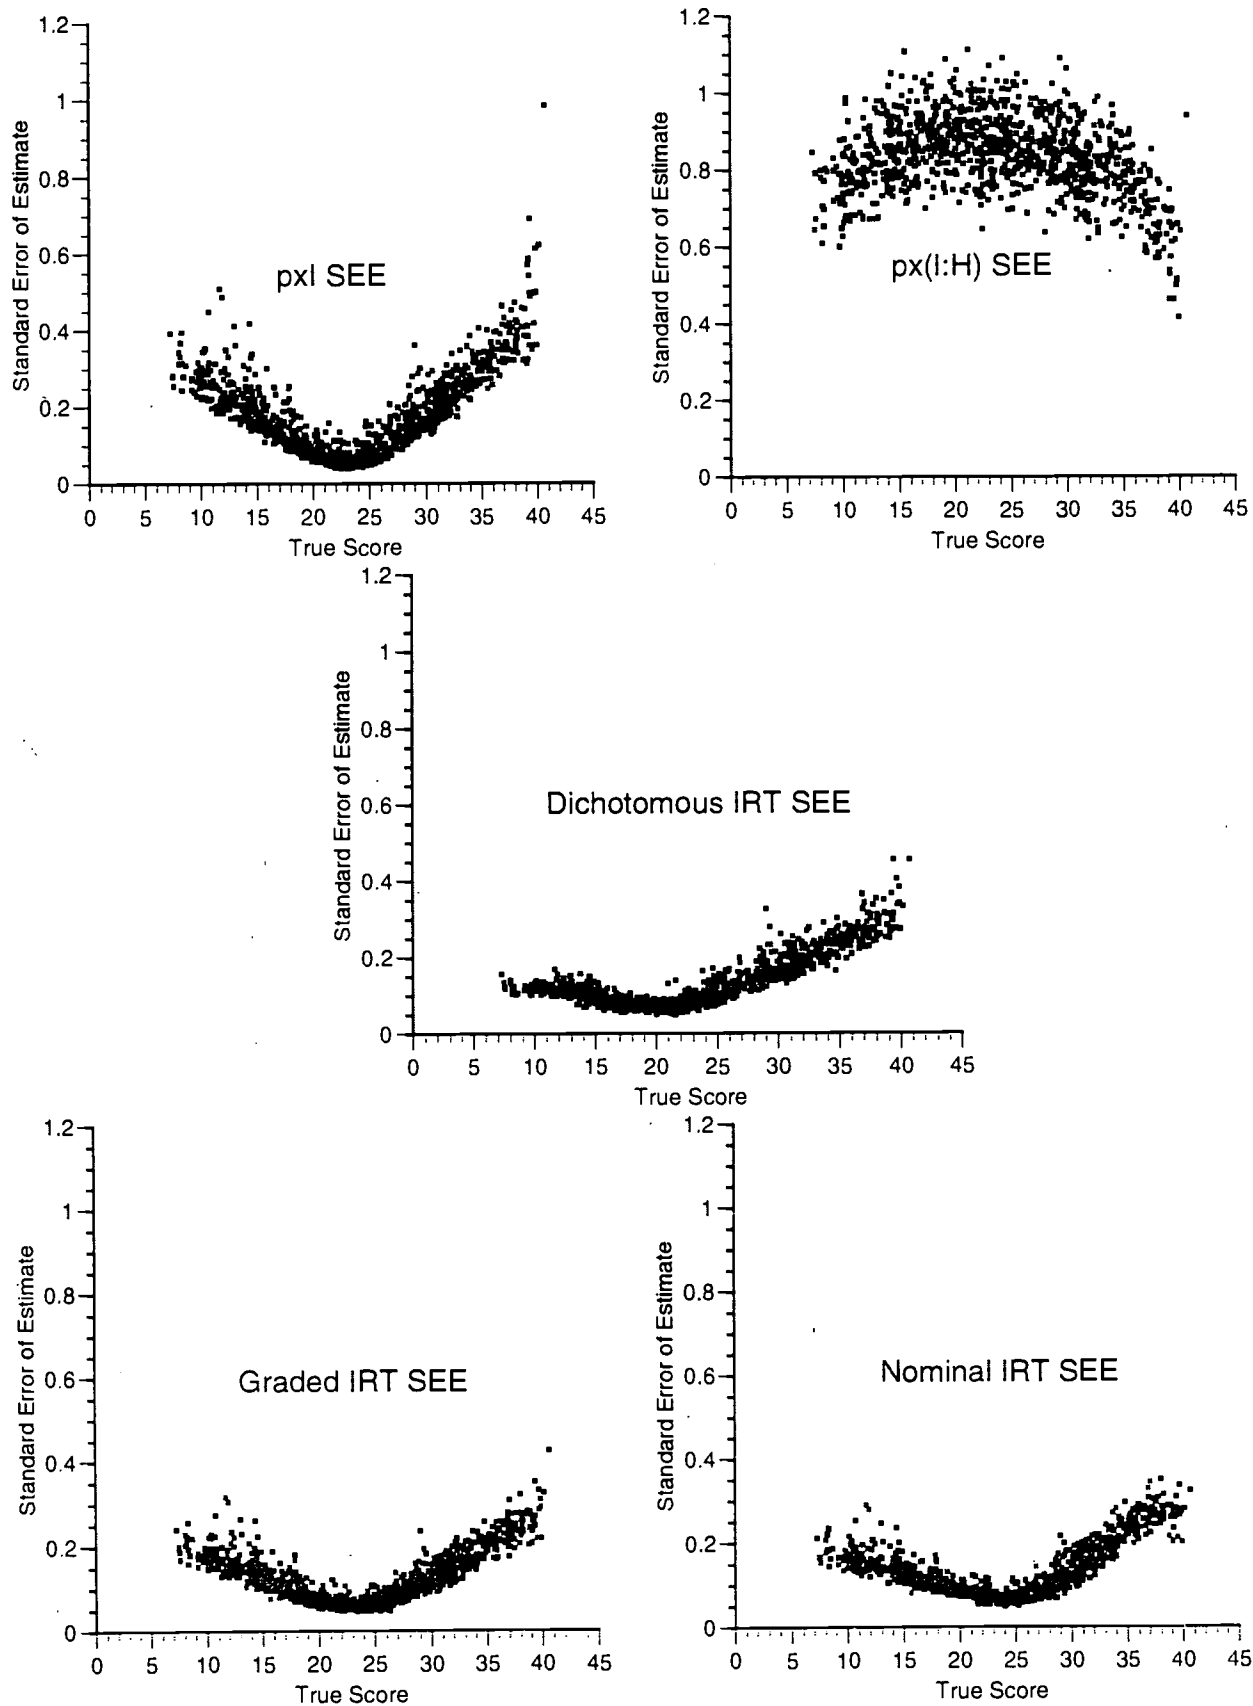 1.2
1
0.8
0.6
0.4
0.2
0
Standard Error of Estimate
pxI SEE
0 5 10 15 20 25 30 35 40 45
True Score
1.2
1
0.8
0.6
0.4
0.2
0
Standard Error of Estimate
px(I:H) SEE
0 5 10 15 20 25 30 35 40 45
True Score
1.2
1
0.8
0.6
0.4
0.2
0
Standard Error of Estimate
Dichotomous IRT SEE
0 5 10 15 20 25 30 35 40 45
True Score
1.2
1
0.8
0.6
0.4
0.2
0
Standard Error of Estimate
Graded IRT SEE
0 5 10 15 20 25 30 35 40 45
True Score
1.2
1
0.8
0.6
0.4
0.2
0
Standard Error of Estimate
Nominal IRT SEE
0 5 10 15 20 25 30 35 40 45
True Score